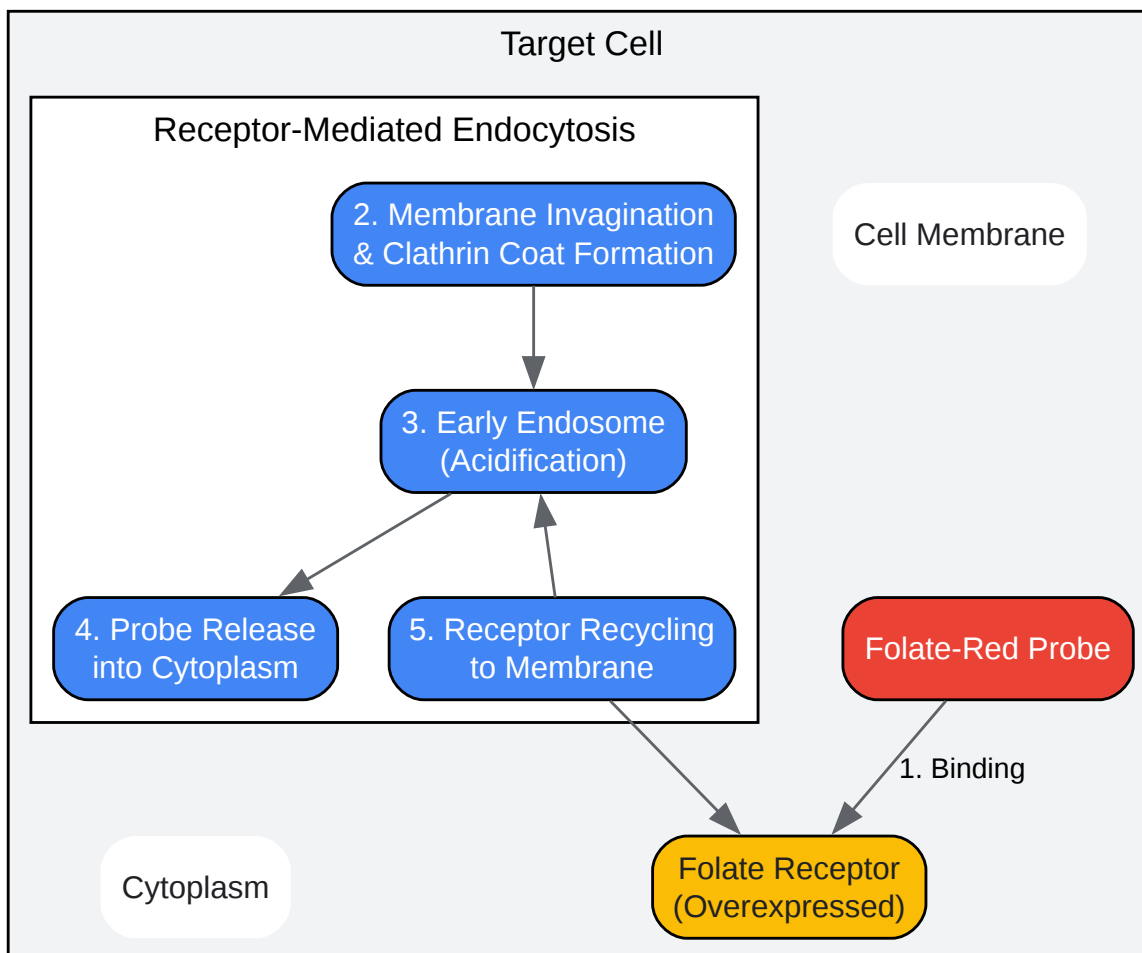 Target Cell
Receptor-Mediated Endocytosis
2. Membrane Invagination
& Clathrin Coat Formation
Cell Membrane
3. Early Endosome
(Acidification)
4. Probe Release
into Cytoplasm
5. Receptor Recycling
to Membrane
Folate-Red Probe
1. Binding
Cytoplasm
Folate Receptor
(Overexpressed)